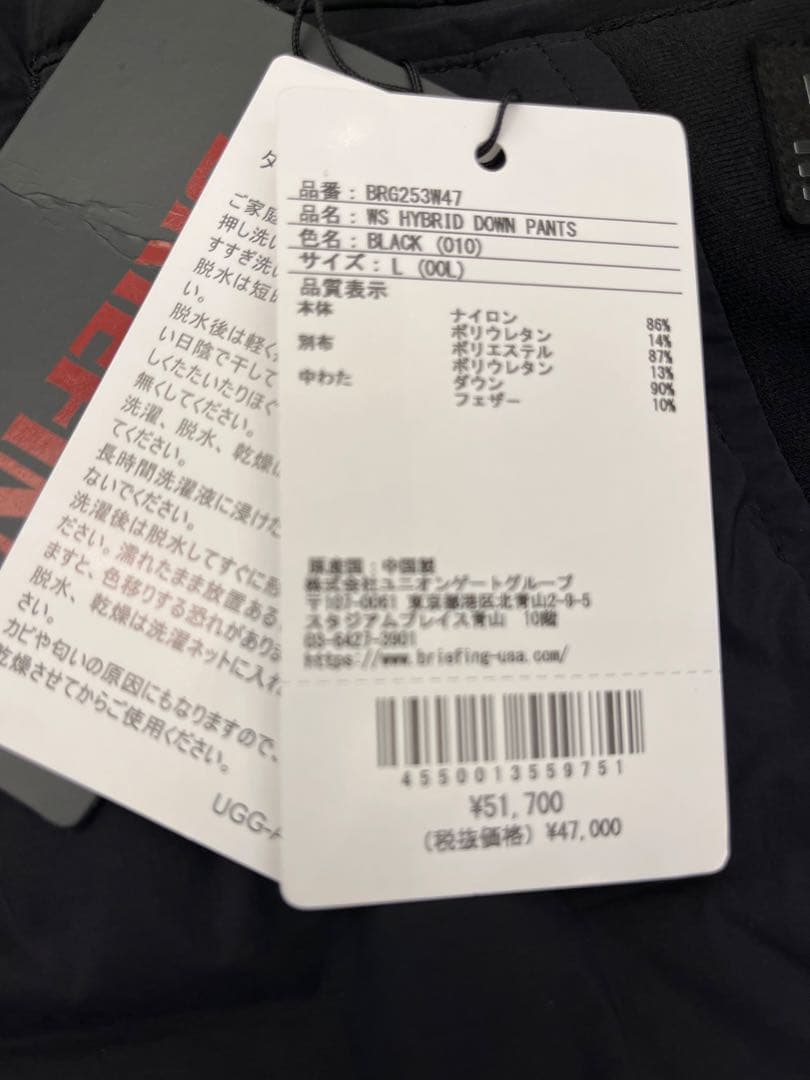 品番：BRG253W47
品名：WS HYBRID DOWN PANTS
色名：BLACK (010)
サイズ：L (00L)
品質表示
本体 ナイロン 86%
ポリウレタン 14%
別布 ポリエステル 87%
ポリウレタン 13%
中わた ダウン 90%
フェザー 10%
原産国：中国製
株式会社ユニオンゲートグループ
〒107-0061 東京都港区北青山2-9-5
スタジアムプレイス青山 10階
03-6427-3901
https://www.briefing-usa.com/
4550013559751
¥51,700
(税抜価格) ¥47,000
ご家庭
押し洗い
すすぎ洗い
脱水は短時
い。
脱水後は軽く
い日陰で干して
しくたたいたりほぐ
無くしてください。
洗濯、脱水、乾燥
てください。
長時間洗濯液に浸けた
ないでください。
洗濯後は脱水してすぐに形
ださい。濡れたまま放置ある
ますと、色移りする恐れがありま
脱水、乾燥は洗濯ネットに入れ
さい。
カビや匂いの原因にもなりますので、
乾燥させてからご使用ください。
UGG-A
BRIEFIN